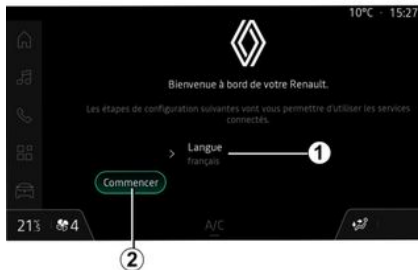 10°C · 15:27
Bienvenue à bord de votre Renault.
Les étapes de configuration suivantes vont vous permettre d'utiliser les services
connectés.
> Langue
français
1
Commencer
21 4 A/C
2